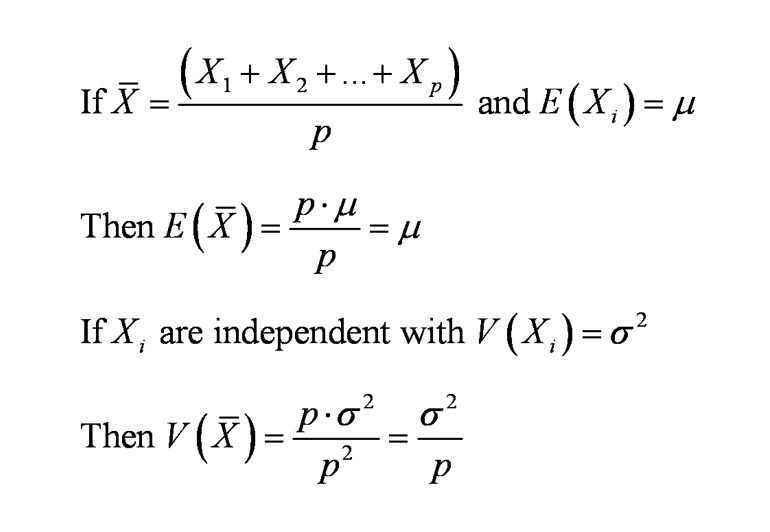 If X̄ = (X₁ + X₂ + ... + Xₚ) / p and E(Xᵢ) = μ
Then E(X̄) = p·μ / p = μ
If Xᵢ are independent with V(Xᵢ) = σ²
Then V(X̄) = p·σ² / p² = σ² / p